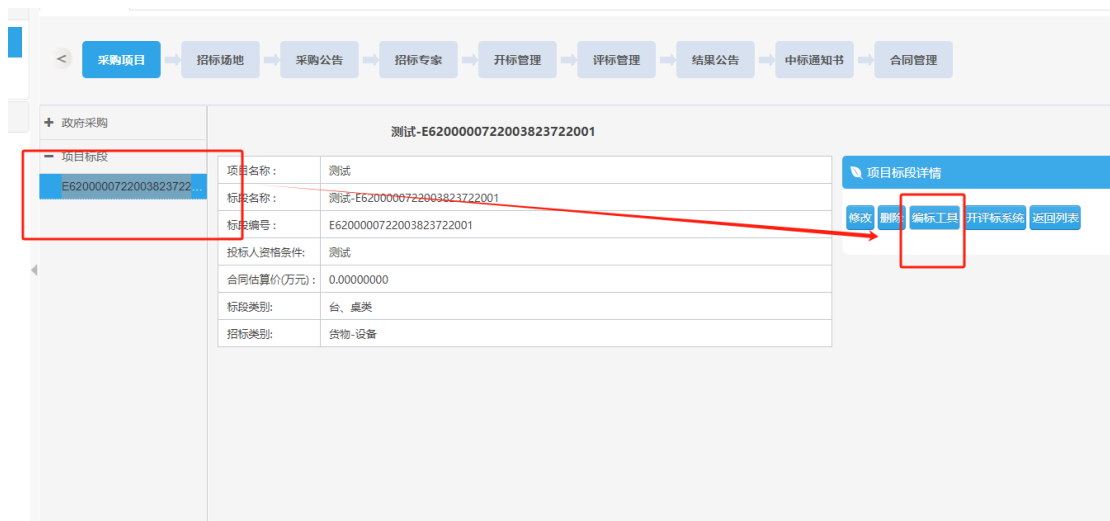 < 采购项目 招标场地 采购公告 招标专家 开标管理 评标管理 结果公告 中标通知书 合同管理
+ 政府采购
测试-E6200000722003823722001
- 项目标段
E6200000722003823722...
项目名称： 测试
标段名称： 测试-E6200000722003823722001
标段编号： E6200000722003823722001
投标人资格条件: 测试
合同估算价(万元)： 0.00000000
标段类别: 台、桌类
招标类别: 货物-设备
项目标段详情
修改 删除 编标工具 开评标系统 返回列表